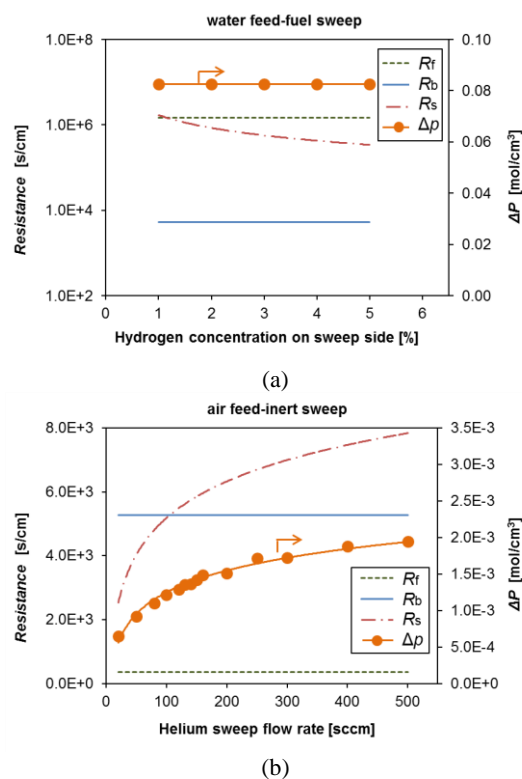 water feed-fuel sweep
1.0E+8
1.0E+6
1.0E+4
1.0E+2
Resistance [s/cm]
0.10
0.08
0.06
0.04
0.02
0.00
ΔP [mol/cm³]
Rf
Rb
Rs
Δp
0 1 2 3 4 5 6
Hydrogen concentration on sweep side [%]
(a)
air feed-inert sweep
8.0E+3
6.0E+3
4.0E+3
2.0E+3
0.0E+0
Resistance [s/cm]
3.5E-3
3.0E-3
2.5E-3
2.0E-3
1.5E-3
1.0E-3
5.0E-4
0.0E+0
ΔP [mol/cm³]
Rf
Rb
Rs
Δp
0 100 200 300 400 500
Helium sweep flow rate [sccm]
(b)